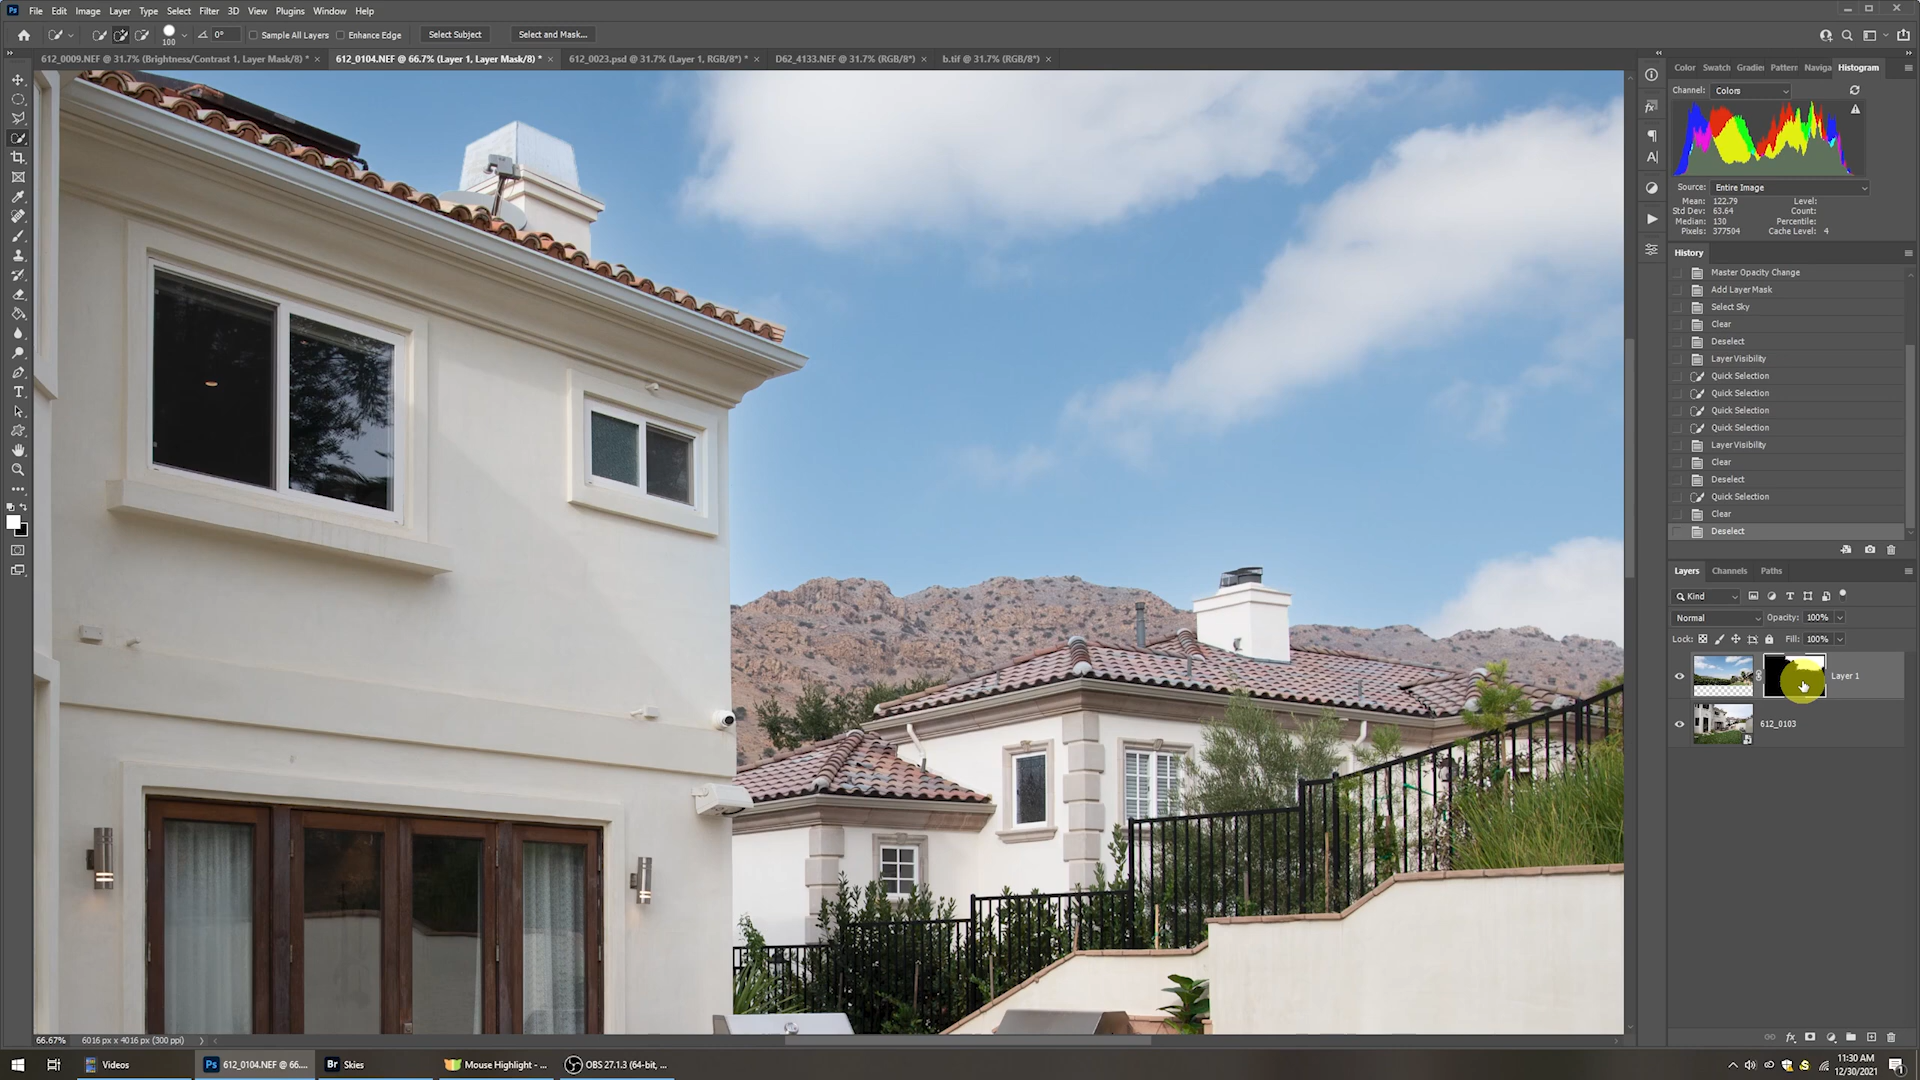 Ps File Edit Image Layer Type Select Filter 3D View Plugins Window Help
100 0° Sample All Layers Enhance Edge Select Subject Select and Mask...
612_0009.NEF @ 31.7% (Brightness/Contrast 1, Layer Mask/8) * × 612_0104.NEF @ 66.7% (Layer 1, Layer Mask/8) * × 612_0023.psd @ 31.7% (Layer 1, RGB/8*) * × D62_4133.NEF @ 31.7% (RGB/8*) × b.tif @ 31.7% (RGB/8*) ×
Color Swatch Gradier Pattern Naviga Histogram
Channel: Colors
Source: Entire Image
Mean: 122.79 Level:
Std Dev: 63.64 Count:
Median: 130 Percentile:
Pixels: 377504 Cache Level: 4
History
Master Opacity Change
Add Layer Mask
Select Sky
Clear
Deselect
Layer Visibility
Quick Selection
Quick Selection
Quick Selection
Quick Selection
Layer Visibility
Clear
Deselect
Quick Selection
Clear
Deselect
Layers Channels Paths
Kind
Normal Opacity: 100%
Lock: Fill: 100%
Layer 1
612_0103
66.67% 6016 px x 4016 px (300 ppi)
Videos Ps 612_0104.NEF @ 66.... Br Skies Mouse Highlight - ... OBS 27.1.3 (64-bit, ...
11:30 AM
12/30/2021